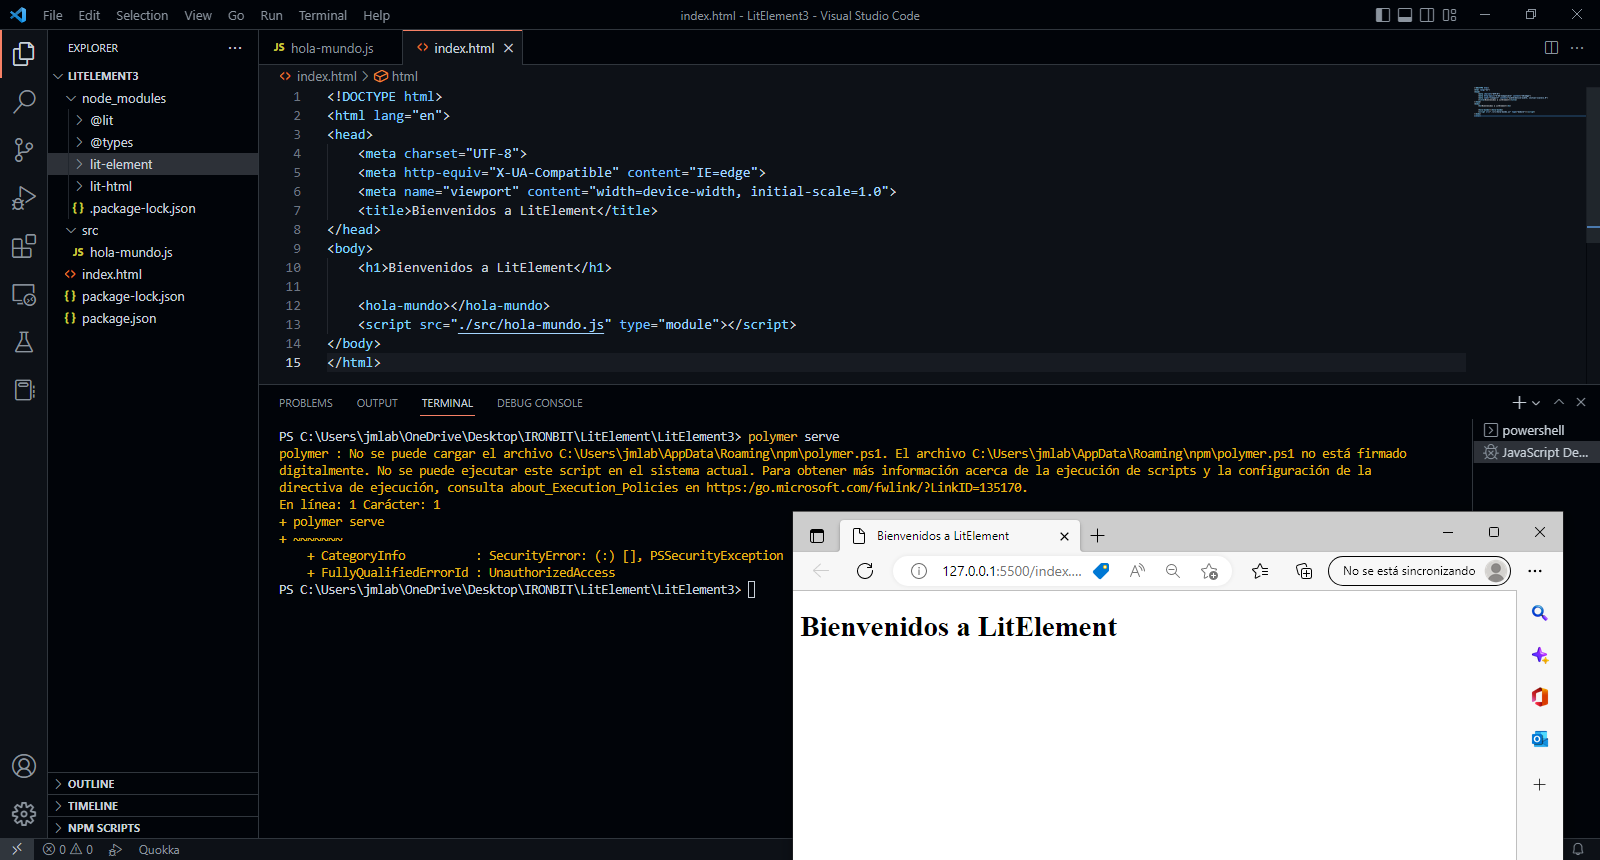 File Edit Selection View Go Run Terminal Help
index.html - LitElement3 - Visual Studio Code
EXPLORER
LITELEMENT3
node_modules
@lit
@types
lit-element
lit-html
{} .package-lock.json
src
JS hola-mundo.js
<> index.html
{} package-lock.json
{} package.json
OUTLINE
TIMELINE
NPM SCRIPTS
JS hola-mundo.js
<> index.html
<> index.html > html
1 <!DOCTYPE html>
2 <html lang="en">
3 <head>
4 <meta charset="UTF-8">
5 <meta http-equiv="X-UA-Compatible" content="IE=edge">
6 <meta name="viewport" content="width=device-width, initial-scale=1.0">
7 <title>Bienvenidos a LitElement</title>
8 </head>
9 <body>
10 <h1>Bienvenidos a LitElement</h1>
11
12 <hola-mundo></hola-mundo>
13 <script src="./src/hola-mundo.js" type="module"></script>
14 </body>
15 </html>
PROBLEMS OUTPUT TERMINAL DEBUG CONSOLE
PS C:\Users\jmlab\OneDrive\Desktop\IRONBIT\LitElement\LitElement3> polymer serve
polymer : No se puede cargar el archivo C:\Users\jmlab\AppData\Roaming\npm\polymer.ps1. El archivo C:\Users\jmlab\AppData\Roaming\npm\polymer.ps1 no está firmado
digitalmente. No se puede ejecutar este script en el sistema actual. Para obtener más información acerca de la ejecución de scripts y la configuración de la
directiva de ejecución, consulta about_Execution_Policies en https:/go.microsoft.com/fwlink/?LinkID=135170.
En línea: 1 Carácter: 1
+ polymer serve
+ ~~~~~~~
+ CategoryInfo : SecurityError: (:) [], PSSecurityException
+ FullyQualifiedErrorId : UnauthorizedAccess
PS C:\Users\jmlab\OneDrive\Desktop\IRONBIT\LitElement\LitElement3>
powershell
JavaScript De...
Bienvenidos a LitElement
127.0.0.1:5500/index....
No se está sincronizando
Bienvenidos a LitElement
0 0 Quokka